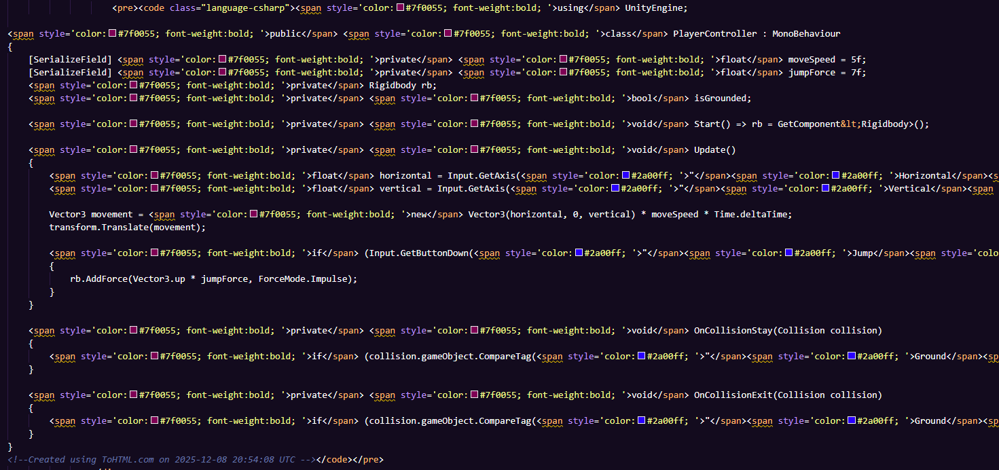 <pre><code class="language-csharp"><span style='color:#7f0055; font-weight:bold; '>using</span> UnityEngine;
<span style='color:#7f0055; font-weight:bold; '>public</span> <span style='color:#7f0055; font-weight:bold; '>class</span> PlayerController : MonoBehaviour
{
[SerializeField] <span style='color:#7f0055; font-weight:bold; '>private</span> <span style='color:#7f0055; font-weight:bold; '>float</span> moveSpeed = 5f;
[SerializeField] <span style='color:#7f0055; font-weight:bold; '>private</span> <span style='color:#7f0055; font-weight:bold; '>float</span> jumpForce = 7f;
<span style='color:#7f0055; font-weight:bold; '>private</span> Rigidbody rb;
<span style='color:#7f0055; font-weight:bold; '>private</span> <span style='color:#7f0055; font-weight:bold; '>bool</span> isGrounded;
<span style='color:#7f0055; font-weight:bold; '>private</span> <span style='color:#7f0055; font-weight:bold; '>void</span> Start() => rb = GetComponent&lt;Rigidbody>();
<span style='color:#7f0055; font-weight:bold; '>private</span> <span style='color:#7f0055; font-weight:bold; '>void</span> Update()
{
<span style='color:#7f0055; font-weight:bold; '>float</span> horizontal = Input.GetAxis(<span style='color:#2a00ff; '>"</span><span style='color:#2a00ff; '>Horizontal</span><s
<span style='color:#7f0055; font-weight:bold; '>float</span> vertical = Input.GetAxis(<span style='color:#2a00ff; '>"</span><span style='color:#2a00ff; '>Vertical</span><span
Vector3 movement = <span style='color:#7f0055; font-weight:bold; '>new</span> Vector3(horizontal, 0, vertical) * moveSpeed * Time.deltaTime;
transform.Translate(movement);
<span style='color:#7f0055; font-weight:bold; '>if</span> (Input.GetButtonDown(<span style='color:#2a00ff; '>"</span><span style='color:#2a00ff; '>Jump</span><span style='colo
{
rb.AddForce(Vector3.up * jumpForce, ForceMode.Impulse);
}
}
<span style='color:#7f0055; font-weight:bold; '>private</span> <span style='color:#7f0055; font-weight:bold; '>void</span> OnCollisionStay(Collision collision)
{
<span style='color:#7f0055; font-weight:bold; '>if</span> (collision.gameObject.CompareTag(<span style='color:#2a00ff; '>"</span><span style='color:#2a00ff; '>Ground</span><sp
}
<span style='color:#7f0055; font-weight:bold; '>private</span> <span style='color:#7f0055; font-weight:bold; '>void</span> OnCollisionExit(Collision collision)
{
<span style='color:#7f0055; font-weight:bold; '>if</span> (collision.gameObject.CompareTag(<span style='color:#2a00ff; '>"</span><span style='color:#2a00ff; '>Ground</span><sp
}
}
<!--Created using ToHTML.com on 2025-12-08 20:54:08 UTC --></code></pre>